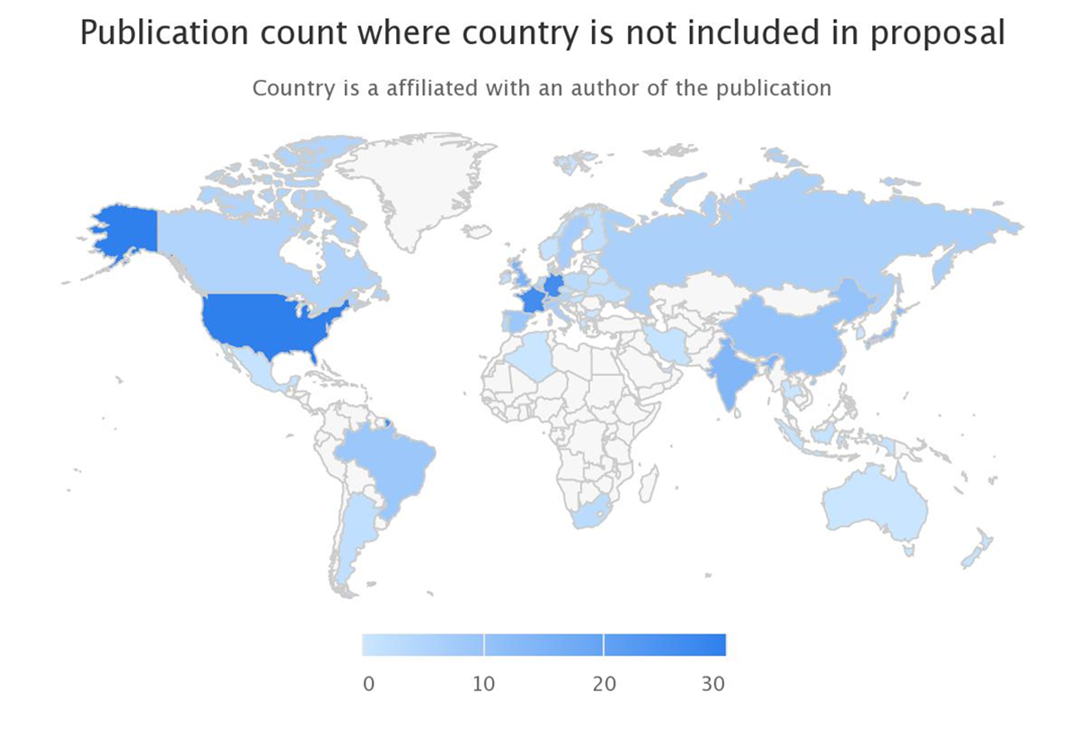 Publication count where country is not included in proposal
Country is a affiliated with an author of the publication
0 10 20 30